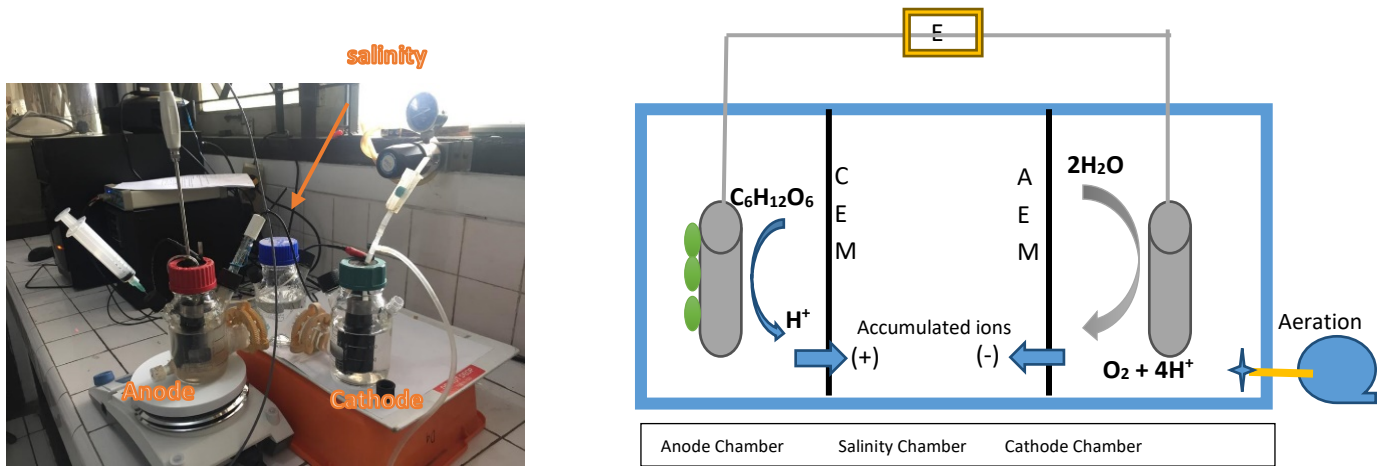 salinity
Anode
Cathode
E
C
E
M
A
E
M
C₆H₁₂O₆
H⁺
2H₂O
O₂ + 4H⁺
Accumulated ions
(+)
(-)
Aeration
Anode Chamber Salinity Chamber Cathode Chamber